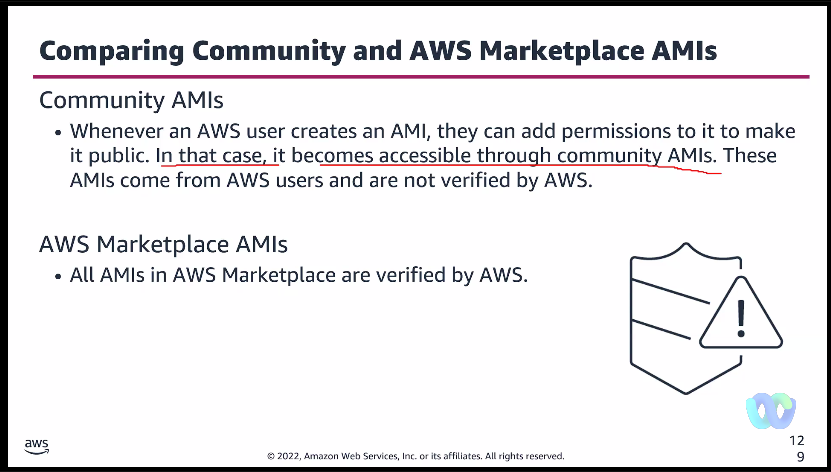 Comparing Community and AWS Marketplace AMIs
Community AMIs
• Whenever an AWS user creates an AMI, they can add permissions to it to make
it public. In that case, it becomes accessible through community AMIs. These
AMIs come from AWS users and are not verified by AWS.
AWS Marketplace AMIs
• All AMIs in AWS Marketplace are verified by AWS.
!
aws
© 2022, Amazon Web Services, Inc. or its affiliates. All rights reserved.
12
9